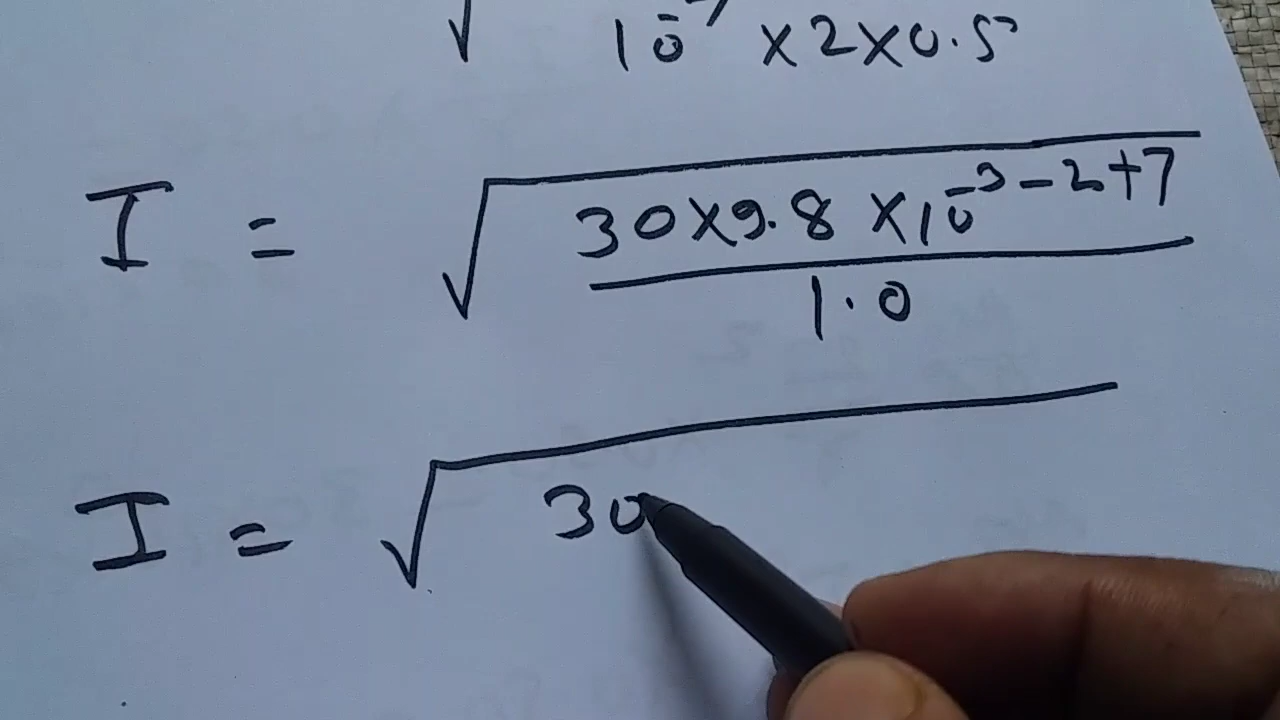 √ 10⁻⁷ × 2 × 0.5
I = √ 30 × 9.8 × 10⁻³⁻²⁺⁷
1.0
I = √ 30